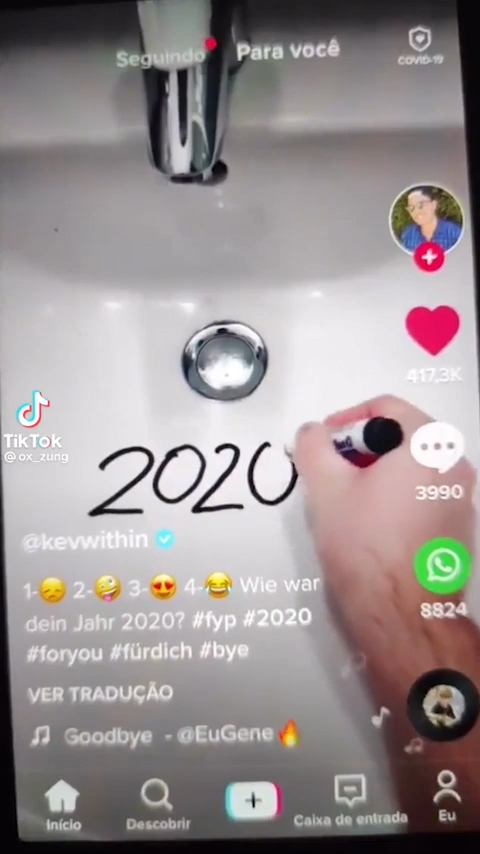 Seguindo Para você
COVID-19
417,3K
TikTok
@ox_zung
3990
2020
@kevwithin
1-😞 2-🤪 3-😍 4-😂 Wie war
dein Jahr 2020? #fyp #2020
#foryou #fürdich #bye
8824
VER TRADUÇÃO
Goodbye - @EuGene🔥
Início
Descobrir
Caixa de entrada
Eu